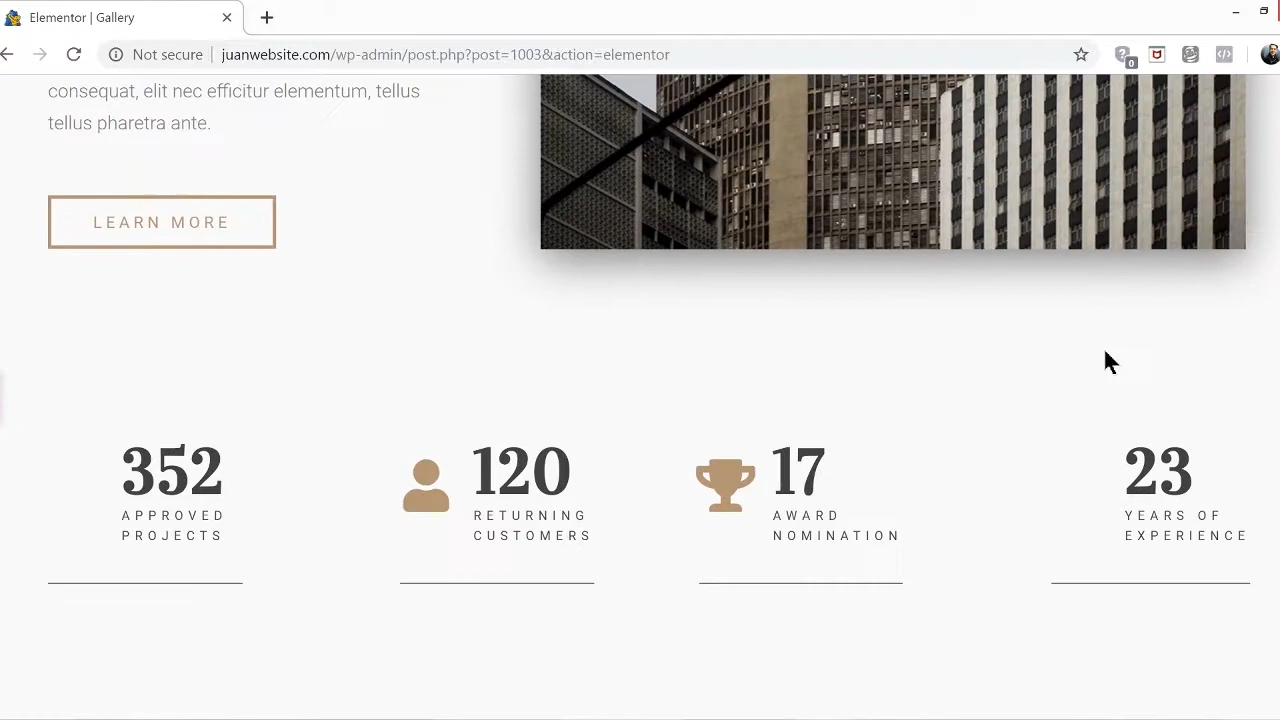 Elementor | Gallery
Not secure | juanwebsite.com/wp-admin/post.php?post=1003&action=elementor
0
consequat, elit nec efficitur elementum, tellus
tellus pharetra ante.
LEARN MORE
352
APPROVED
PROJECTS
120
RETURNING
CUSTOMERS
17
AWARD
NOMINATION
23
YEARS OF
EXPERIENCE